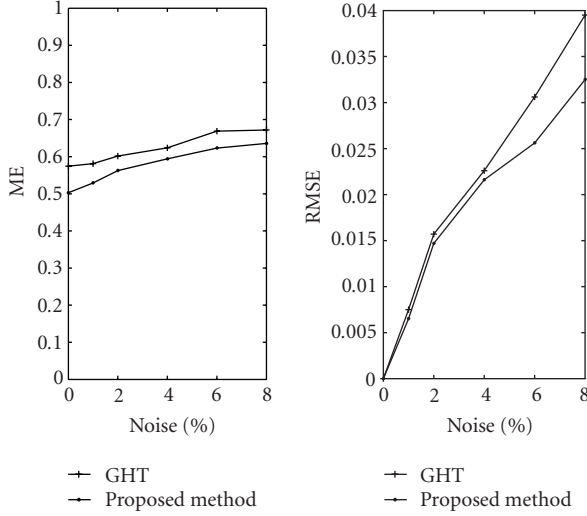 1
0.9
0.8
0.7
0.6
0.5
0.4
0.3
0.2
0.1
0
ME
0 2 4 6 8
Noise (%)
GHT
Proposed method
0.04
0.035
0.03
0.025
0.02
0.015
0.01
0.005
0
RMSE
0 2 4 6 8
Noise (%)
GHT
Proposed method